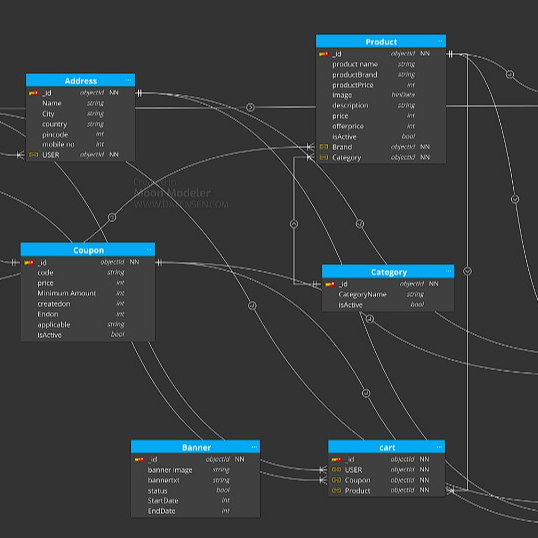 Product
_id objectId NN
product name string
productBrand string
productPrice int
image binData
description string
price int
offerprice int
isActive bool
Brand objectId NN
Category objectId NN
Address
_id objectId NN
Name string
City string
country string
pincode int
mobile no int
USER objectId NN
Moon Modeler
WWW.DATENSEN.COM
Coupon
_id objectId NN
code string
price int
Minimum Amount int
createdon int
Endon int
applicable string
isActive bool
Category
_id objectId NN
CategoryName string
isActive bool
Banner
_id objectId NN
banner image string
bannertxt string
status bool
StartDate int
EndDate int
cart
_id objectId NN
USER objectId NN
Coupon objectId NN
Product objectId NN